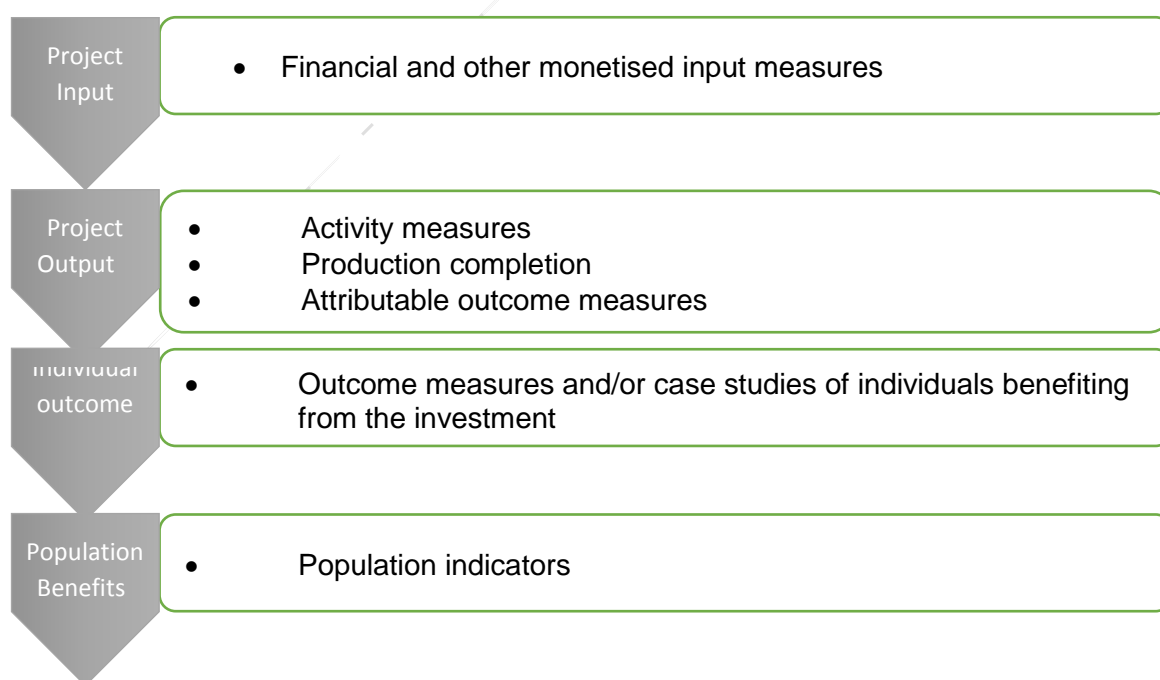 Project
Input
• Financial and other monetised input measures
Project
Output
• Activity measures
• Production completion
• Attributable outcome measures
Individual
outcome
• Outcome measures and/or case studies of individuals benefiting
from the investment
Population
Benefits
• Population indicators